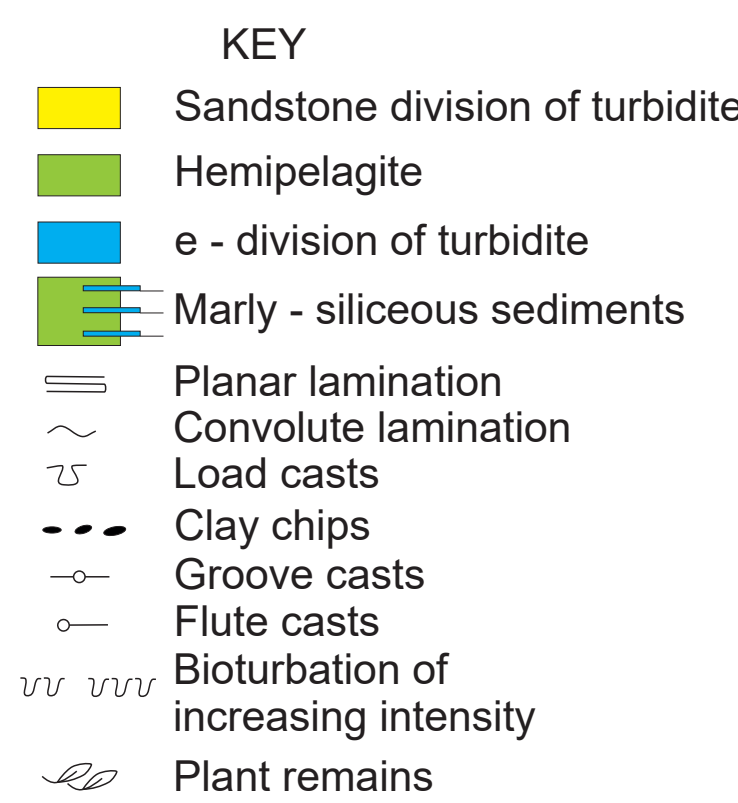 KEY
Sandstone division of turbidite
Hemipelagite
e - division of turbidite
Marly - siliceous sediments
Planar lamination
Convolute lamination
Load casts
Clay chips
Groove casts
Flute casts
Bioturbation of
increasing intensity
Plant remains